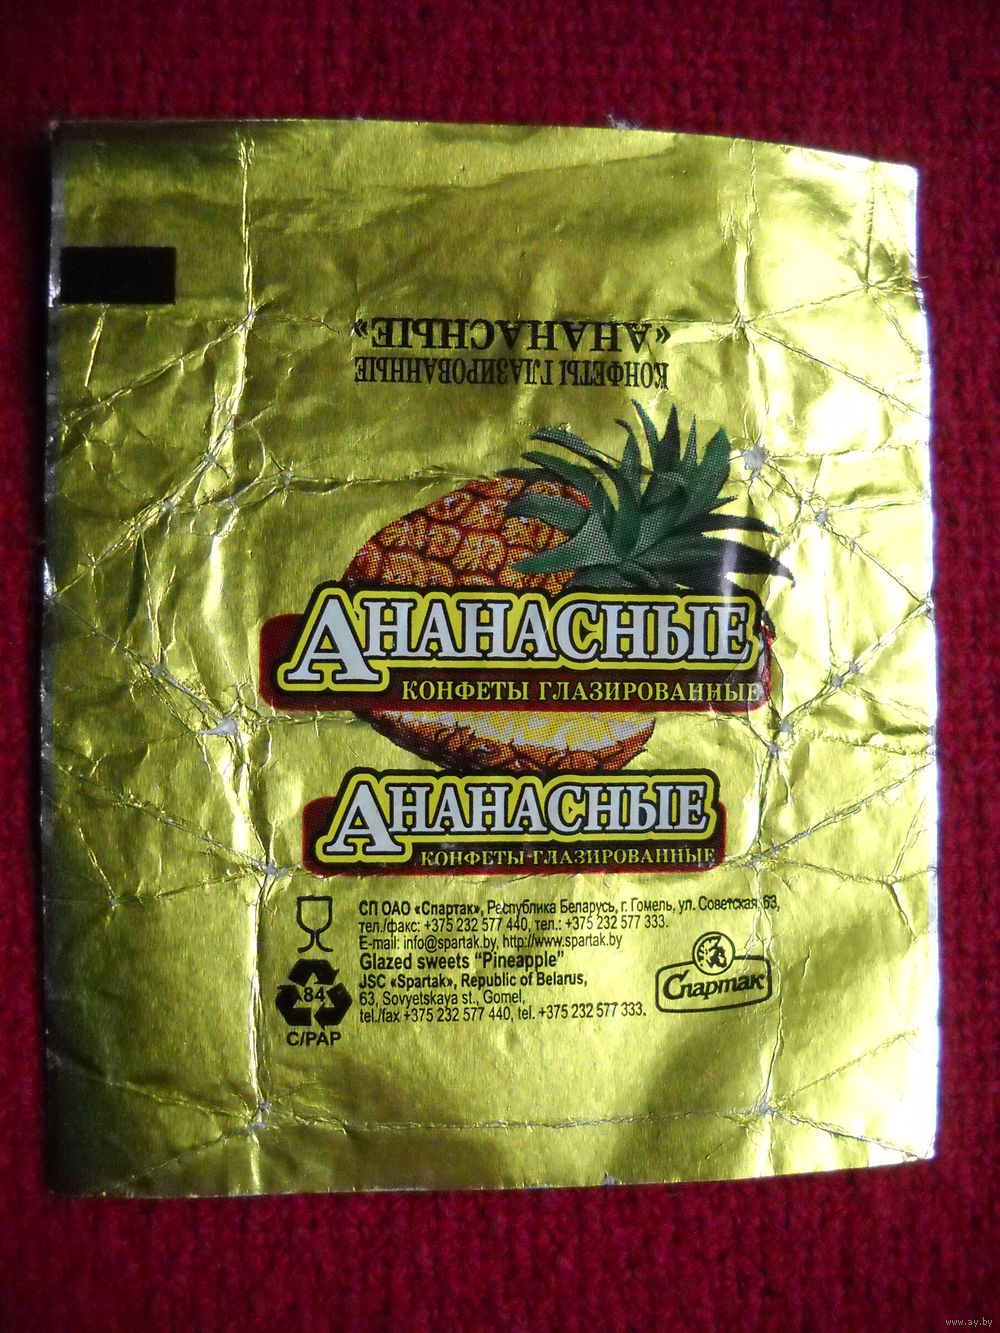 «АНАНАСНЫЕ»
КОНФЕТЫ ГЛАЗИРОВАННЫЕ
АНАНАСНЫЕ
КОНФЕТЫ ГЛАЗИРОВАННЫЕ
АНАНАСНЫЕ
КОНФЕТЫ ГЛАЗИРОВАННЫЕ
СП ОАО «Спартак», Республика Беларусь, г. Гомель, ул. Советская, 63,
тел./факс: +375 232 577 440, тел.: +375 232 577 333.
E-mail: info@spartak.by, http://www.spartak.by
Glazed sweets "Pineapple"
JSC «Spartak», Republic of Belarus,
63, Sovyetskaya st., Gomel,
tel./fax +375 232 577 440, tel. +375 232 577 333.
84
C/PAP
Спартак
www.ay.by